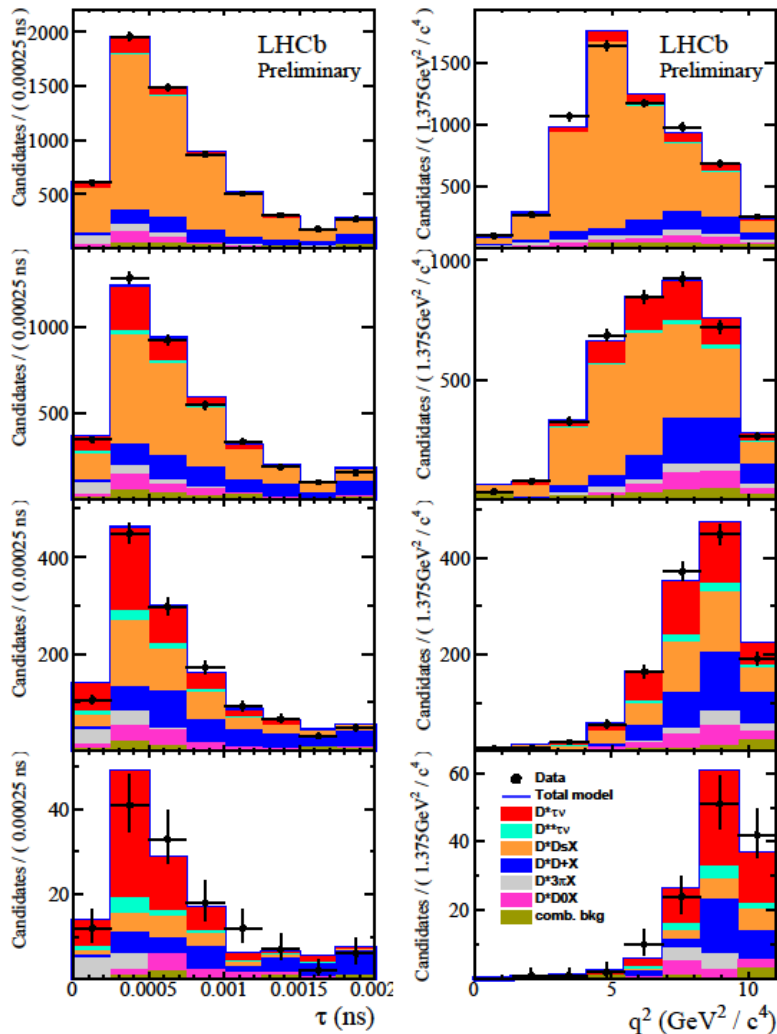 LHCb
Preliminary
Candidates / ( 0.00025 ns)
2000
1500
1000
500
LHCb
Preliminary
Candidates / ( 1.375GeV² / c⁴)
1500
1000
500
Candidates / ( 0.00025 ns)
1000
500
Candidates / ( 1.375GeV² / c⁴)
1000
500
Candidates / ( 0.00025 ns)
400
200
Candidates / ( 1.375GeV² / c⁴)
400
200
Candidates / ( 0.00025 ns)
40
20
0
0.0005
0.001
0.0015
0.002
τ (ns)
Candidates / ( 1.375GeV² / c⁴)
60
40
20
Data
Total model
D*τν
D**τν
D*DsX
D*D+X
D*3πX
D*D0X
comb. bkg
0
5
10
q² (GeV² / c⁴)